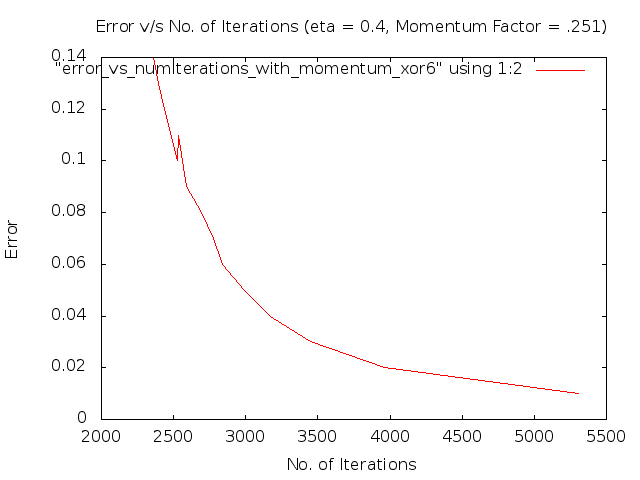 Error v/s No. of Iterations (eta = 0.4, Momentum Factor = .251)
0.14
"error_vs_numIterations_with_momentum_xor6" using 1:2
0.12
0.1
0.08
0.06
0.04
0.02
0
Error
2000 2500 3000 3500 4000 4500 5000 5500
No. of Iterations